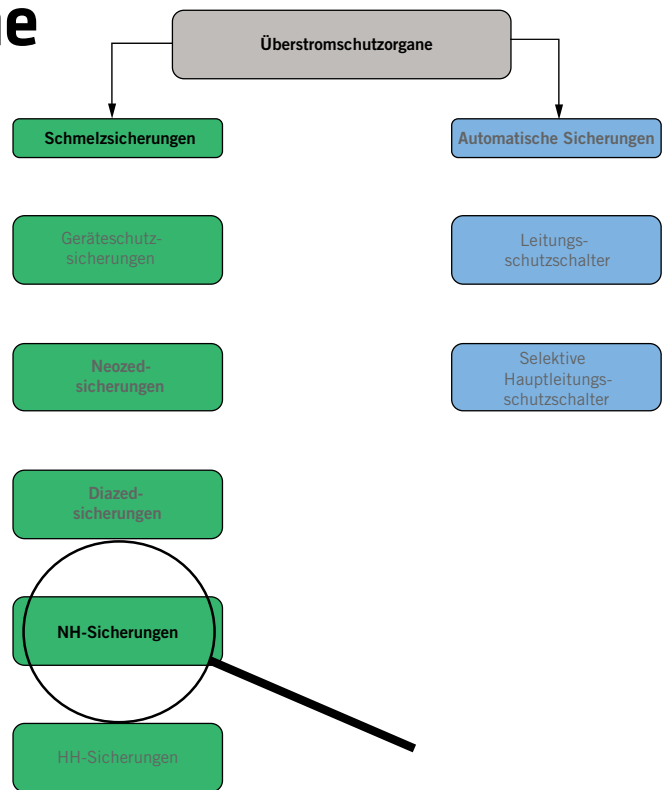 ne
Überstromschutzorgane
Schmelzsicherungen
Automatische Sicherungen
Geräteschutz-
sicherungen
Leitungs-
schutzschalter
Neozed-
sicherungen
Selektive
Hauptleitungs-
schutzschalter
Diazed-
sicherungen
NH-Sicherungen
HH-Sicherungen